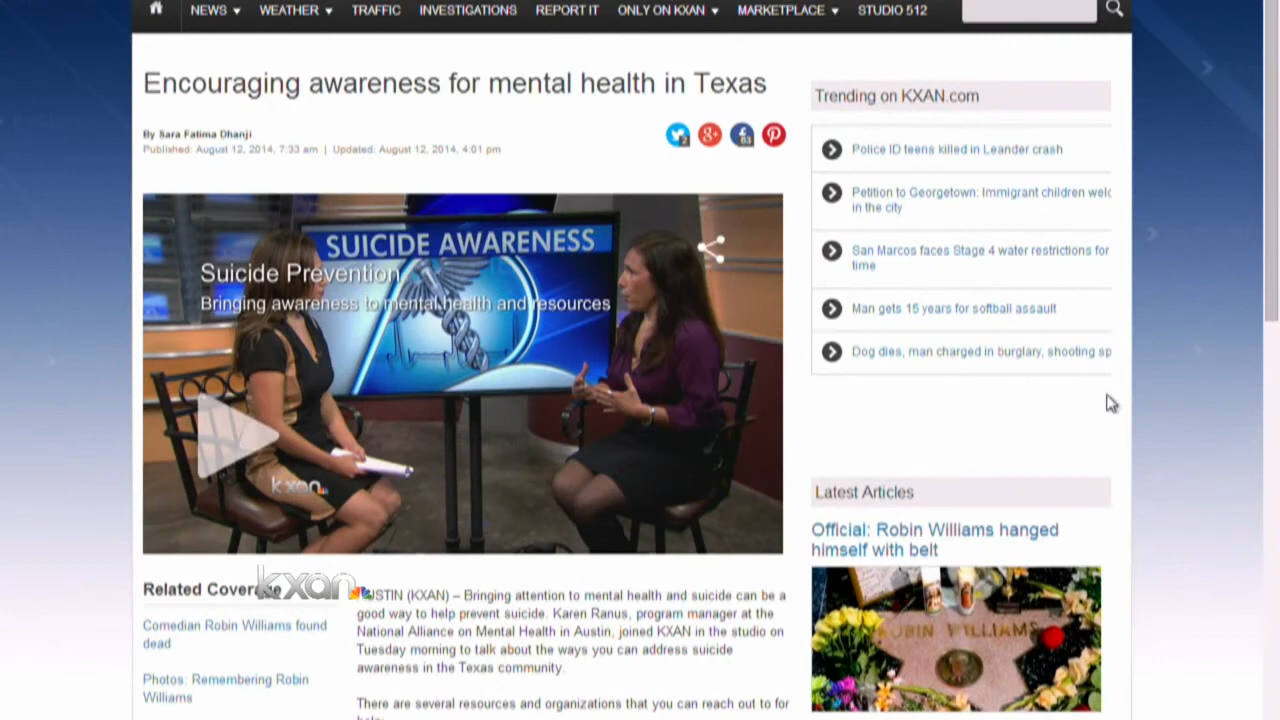 NEWS WEATHER TRAFFIC INVESTIGATIONS REPORT IT ONLY ON KXAN MARKETPLACE STUDIO 512
Encouraging awareness for mental health in Texas
By Sara Fatima Dhanji
Published: August 12, 2014, 7:33 am | Updated: August 12, 2014, 4:01 pm
2
63
SUICIDE AWARENESS
Suicide Prevention
Bringing awareness to mental health and resources
kxan
Related Coverage
Comedian Robin Williams found
dead
Photos: Remembering Robin
Williams
kxan
USTIN (KXAN) – Bringing attention to mental health and suicide can be a
good way to help prevent suicide. Karen Ranus, program manager at the
National Alliance on Mental Health in Austin, joined KXAN in the studio on
Tuesday morning to talk about the ways you can address suicide
awareness in the Texas community.
There are several resources and organizations that you can reach out to for
Trending on KXAN.com
Police ID teens killed in Leander crash
Petition to Georgetown: Immigrant children welc
in the city
San Marcos faces Stage 4 water restrictions for
time
Man gets 15 years for softball assault
Dog dies, man charged in burglary, shooting sp
Latest Articles
Official: Robin Williams hanged
himself with belt
ROBIN WILLIAMS